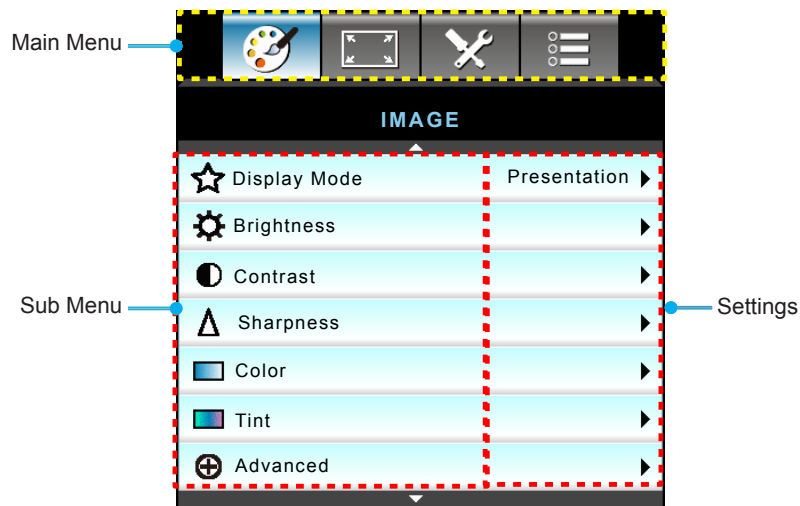 Main Menu
IMAGE
Display Mode Presentation
Brightness
Contrast
Sub Menu
Sharpness
Settings
Color
Tint
Advanced